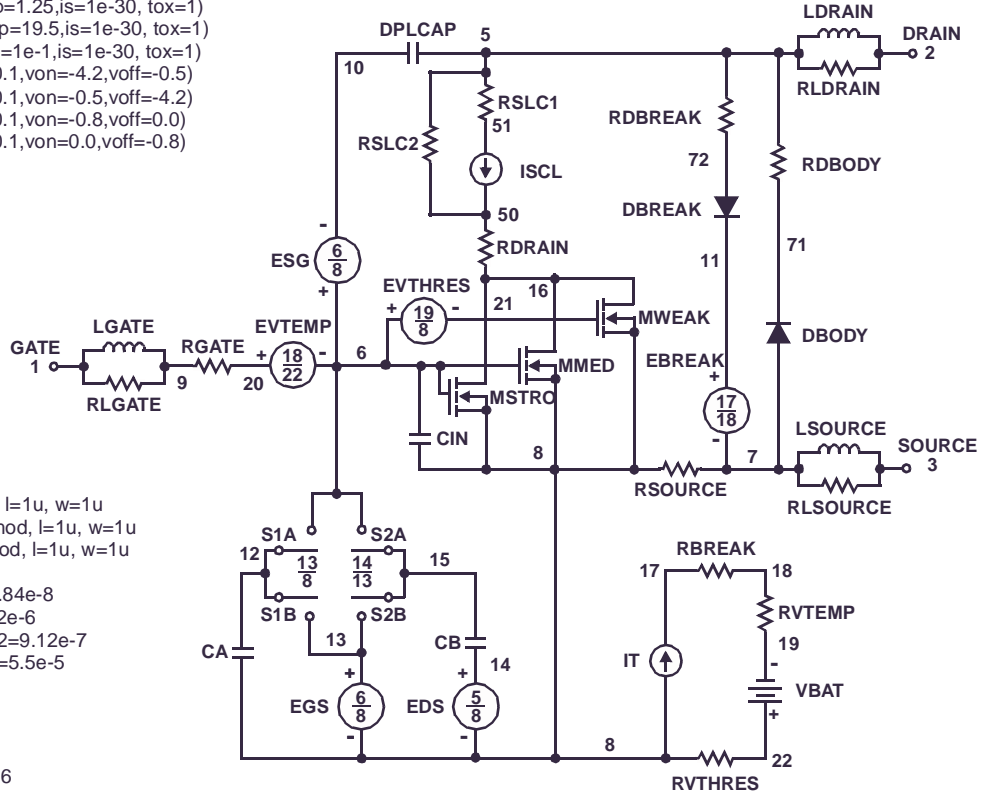 p=1.25,is=1e-30, tox=1)
p=19.5,is=1e-30, tox=1)
=1e-1,is=1e-30, tox=1)
0.1,von=-4.2,voff=-0.5)
0.1,von=-0.5,voff=-4.2)
0.1,von=-0.8,voff=0.0)
0.1,von=0.0,voff=-0.8)
LDRAIN
DPLCAP 5 DRAIN
10 2
RLDRAIN
RSLC1
51
RSLC2
ISCL
RDBREAK
72
RDBODY
50
DBREAK
RDRAIN
71
11
-
ESG 6/8
+
EVTHRES
+ 19/8 -
21
16
MWEAK
LGATE
EVTEMP
GATE
1
RGATE
+ 18/22 -
6
9
20
RLGATE
MMED
MSTRO
EBREAK
+
17/18
-
DBODY
CIN
8
7
RSOURCE
LSOURCE
SOURCE
3
RLSOURCE
l=1u, w=1u
nod, l=1u, w=1u
od, l=1u, w=1u
.84e-8
2e-6
2=9.12e-7
=5.5e-5
S1A S2A
12 13/8 14/13 15
S1B S2B
13
CA
CB
+ + 14
EGS 6/8 EDS 5/8
- -
RBREAK
17 18
RVTEMP
19
IT
-
VBAT
+
8
22
RVTHRES
6